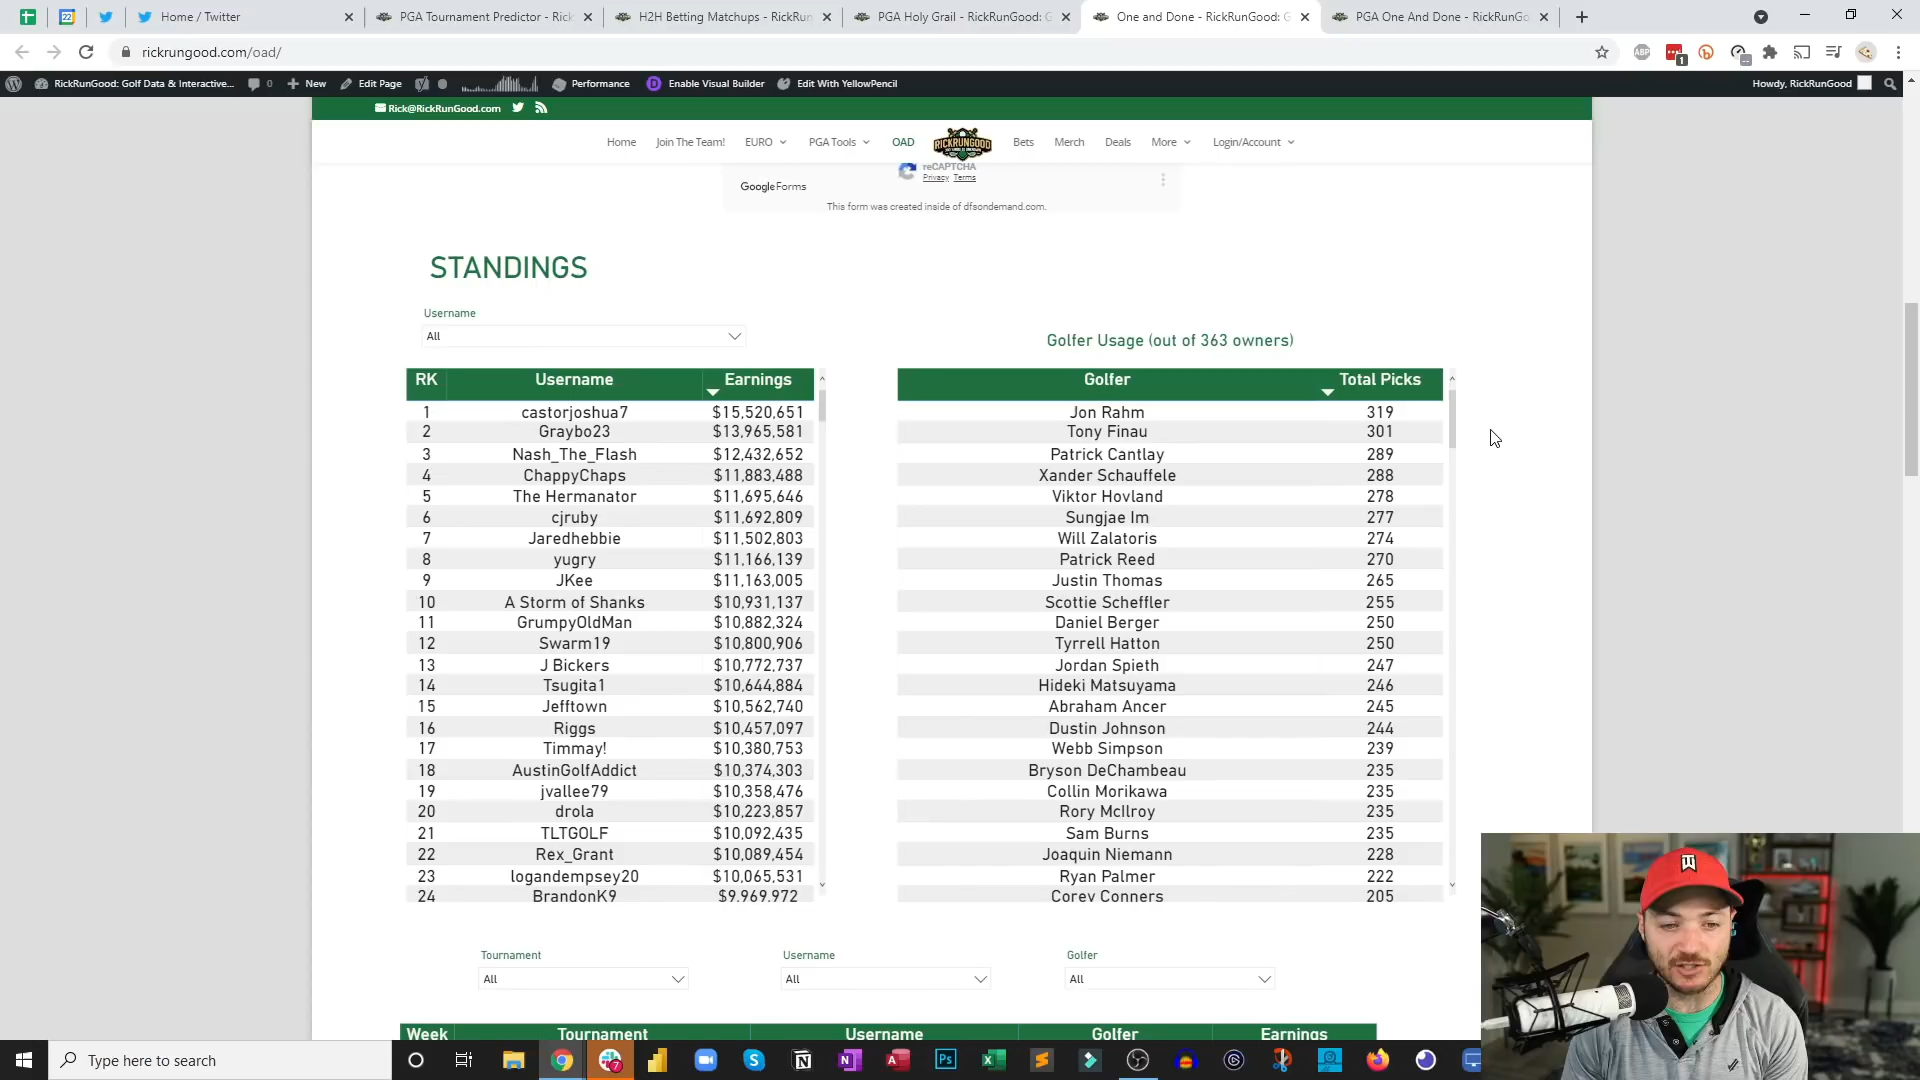 Home / Twitter
PGA Tournament Predictor - Rick
H2H Betting Matchups - RickRun
PGA Holy Grail - RickRunGood: G
One and Done - RickRunGood: G
PGA One And Done - RickRunGo
rickrungood.com/oad/
RickRunGood: Golf Data & Interactive... 0 New Edit Page Performance Enable Visual Builder Edit With YellowPencil Howdy, RickRunGood
Rick@RickRunGood.com
Home Join The Team! EURO PGA Tools OAD RICKRUNGOOD Bets Merch Deals More Login/Account
reCAPTCHA
Privacy Terms
Google Forms
This form was created inside of dfsondemand.com.
STANDINGS
Username
All
Golfer Usage (out of 363 owners)
RK Username Earnings
1 castorjoshua7 $15,520,651
2 Graybo23 $13,965,581
3 Nash_The_Flash $12,432,652
4 ChappyChaps $11,883,488
5 The Hermanator $11,695,646
6 cjruby $11,692,809
7 Jaredhebbie $11,502,803
8 yugry $11,166,139
9 JKee $11,163,005
10 A Storm of Shanks $10,931,137
11 GrumpyOldMan $10,882,324
12 Swarm19 $10,800,906
13 J Bickers $10,772,737
14 Tsugita1 $10,644,884
15 Jefftown $10,562,740
16 Riggs $10,457,097
17 Timmay! $10,380,753
18 AustinGolfAddict $10,374,303
19 jvallee79 $10,358,476
20 drola $10,223,857
21 TLTGOLF $10,092,435
22 Rex_Grant $10,089,454
23 logandempsey20 $10,065,531
24 BrandonK9 $9,969,972
Golfer Total Picks
Jon Rahm 319
Tony Finau 301
Patrick Cantlay 289
Xander Schauffele 288
Viktor Hovland 278
Sungjae Im 277
Will Zalatoris 274
Patrick Reed 270
Justin Thomas 265
Scottie Scheffler 255
Daniel Berger 250
Tyrrell Hatton 250
Jordan Spieth 247
Hideki Matsuyama 246
Abraham Ancer 245
Dustin Johnson 244
Webb Simpson 239
Bryson DeChambeau 235
Collin Morikawa 235
Rory McIlroy 235
Sam Burns 235
Joaquin Niemann 228
Ryan Palmer 222
Corey Conners 205
Tournament Username Golfer
All All All
Week Tournament Username Golfer Earnings
Type here to search